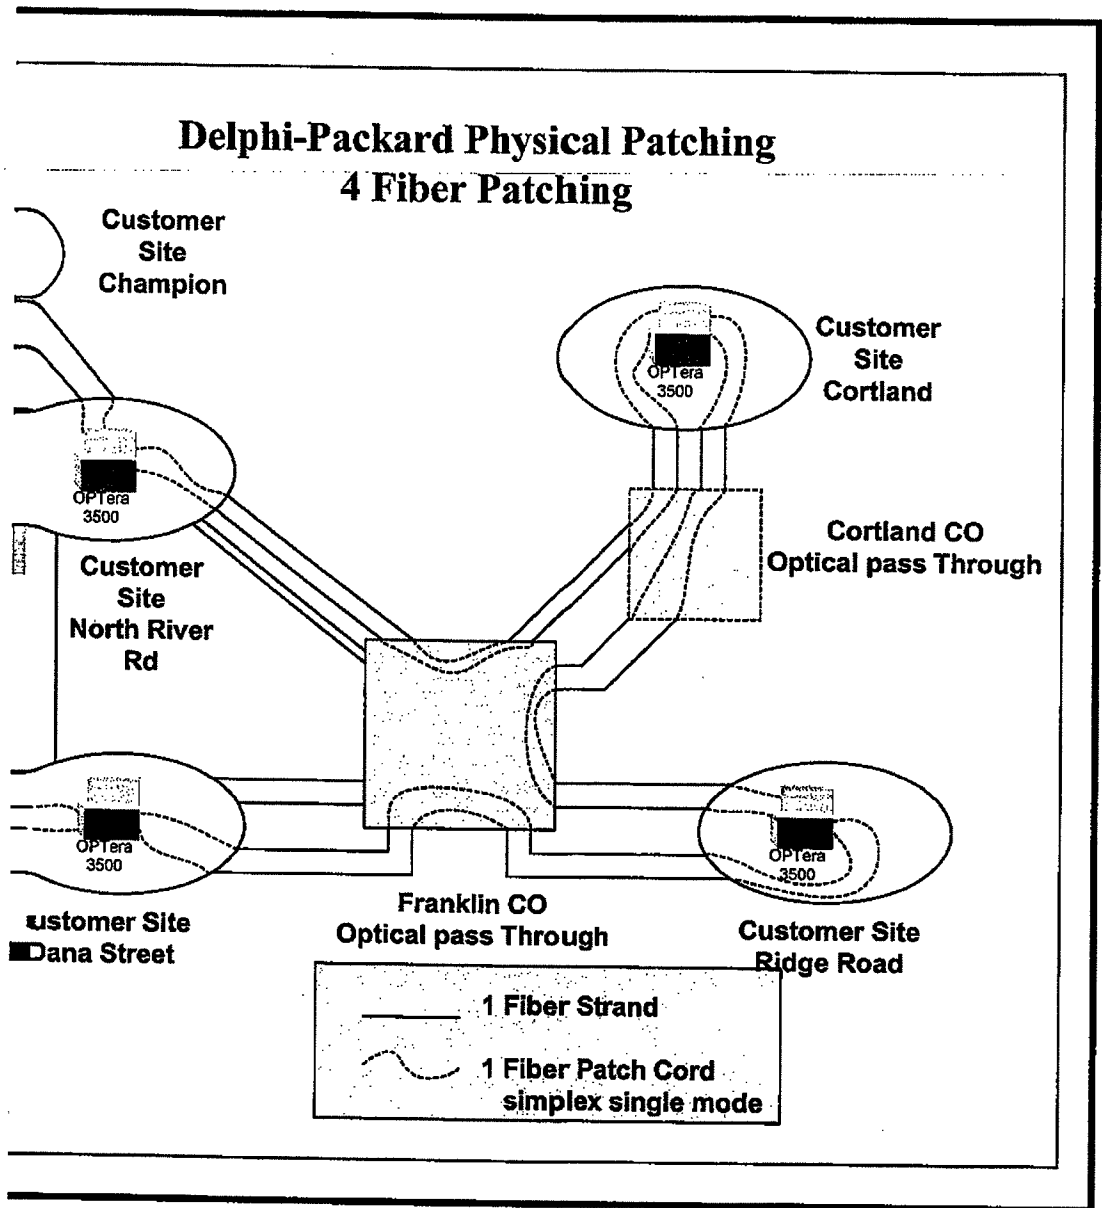 Delphi-Packard Physical Patching
4 Fiber Patching
Customer
Site
Champion
OPTera
3500
Customer
Site
Cortland
OPTera
3500
Customer
Site
North River
Rd
Cortland CO
Optical pass Through
OPTera
3500
ustomer Site
Dana Street
Franklin CO
Optical pass Through
OPTera
3500
Customer Site
Ridge Road
1 Fiber Strand
1 Fiber Patch Cord
simplex single mode